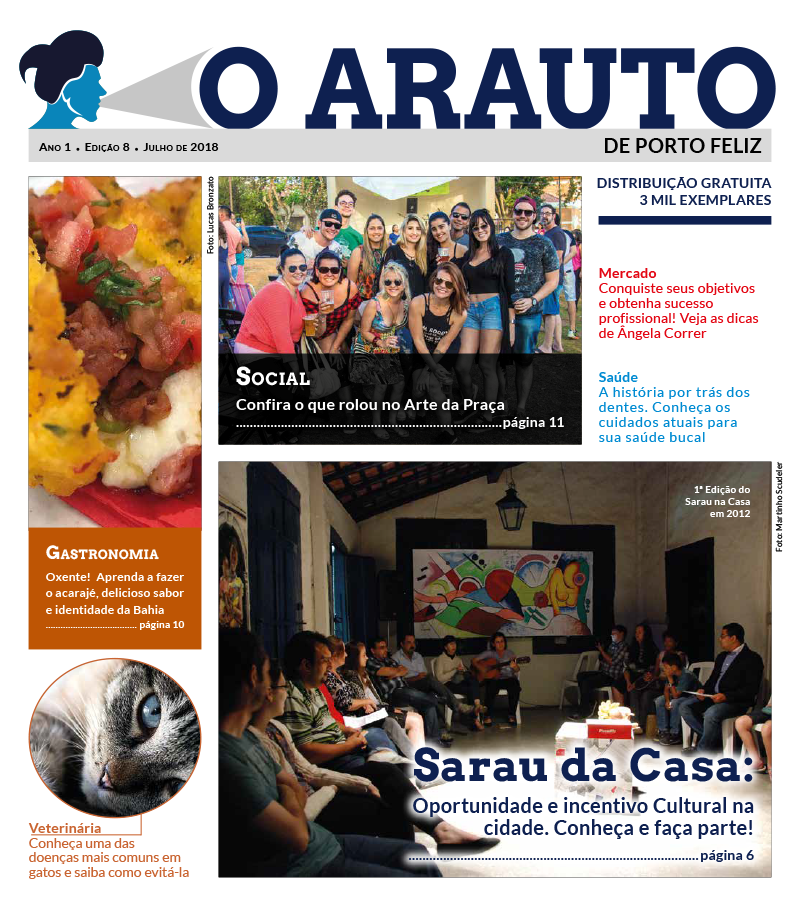 O ARAUTO
Ano 1 • Edição 8 • Julho de 2018
DE PORTO FELIZ
Foto: Lucas Bronzato
DISTRIBUIÇÃO GRATUITA
3 MIL EXEMPLARES
Mercado
Conquiste seus objetivos
e obtenha sucesso
profissional! Veja as dicas
de Ângela Correr
Saúde
A história por trás dos
dentes. Conheça os
cuidados atuais para
sua saúde bucal
Social
Confira o que rolou no Arte da Praça
página 11
Gastronomia
Oxente! Aprenda a fazer
o acarajé, delicioso sabor
e identidade da Bahia
página 10
Veterinária
Conheça uma das
doenças mais comuns em
gatos e saiba como evitá-la
1ª Edição do
Sarau na Casa
em 2012
Foto: Martinho Scudeler
Sarau da Casa:
Oportunidade e incentivo Cultural na
cidade. Conheça e faça parte!
página 6